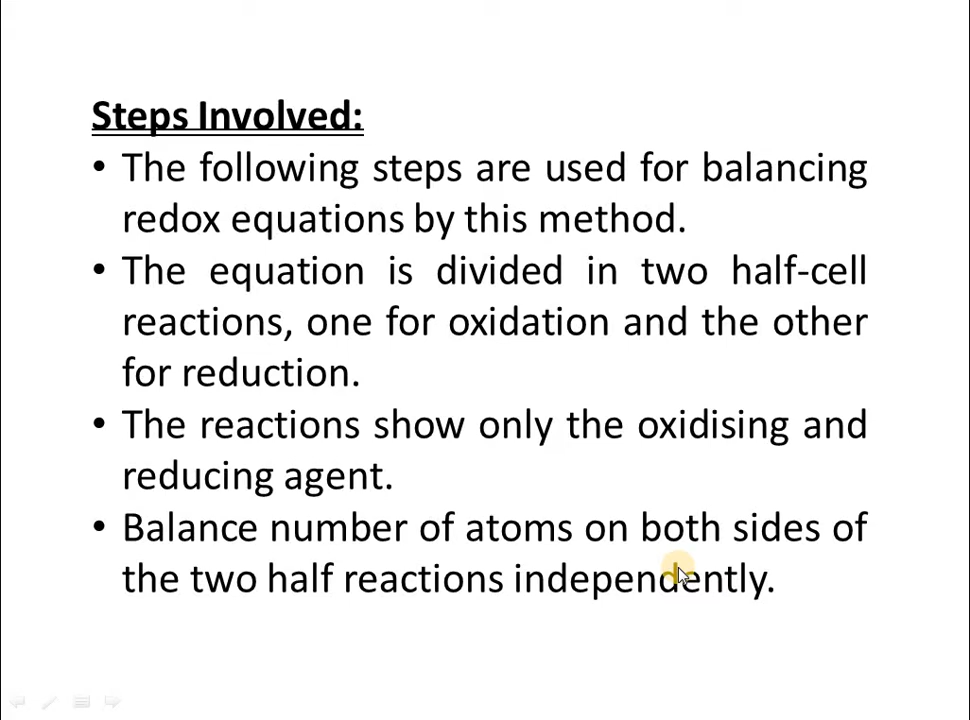 Steps Involved:
• The following steps are used for balancing
redox equations by this method.
• The equation is divided in two half-cell
reactions, one for oxidation and the other
for reduction.
• The reactions show only the oxidising and
reducing agent.
• Balance number of atoms on both sides of
the two half reactions independently.